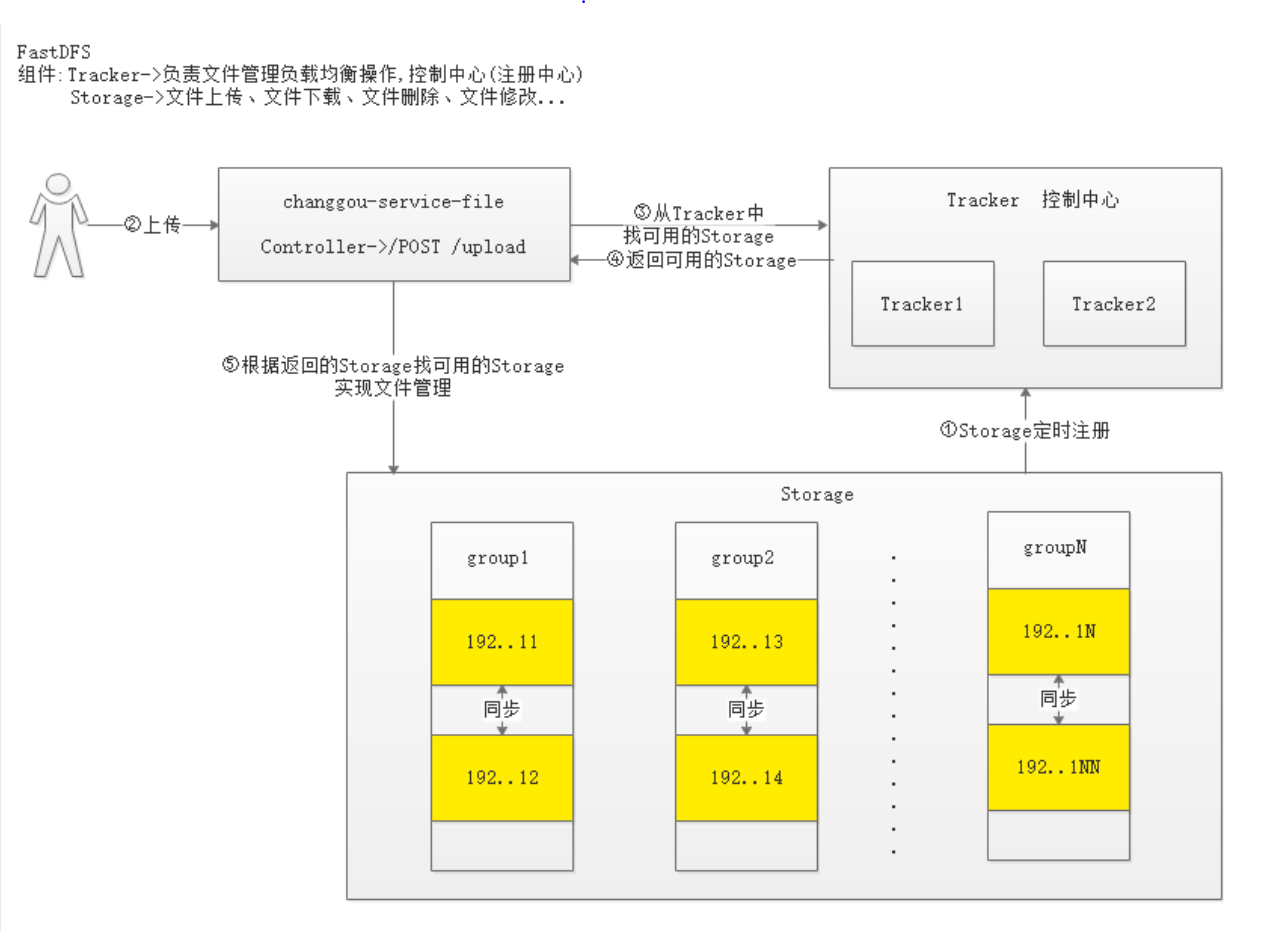 FastDFS
组件:Tracker->负责文件管理负载均衡操作,控制中心(注册中心)
Storage->文件上传、文件下载、文件删除、文件修改...
changgou-service-file
Controller->/POST /upload
②上传
③从Tracker中
找可用的Storage
④返回可用的Storage
Tracker 控制中心
Tracker1
Tracker2
⑤根据返回的Storage找可用的Storage
实现文件管理
①Storage定时注册
Storage
group1
192..11
同步
192..12
group2
192..13
同步
192..14
groupN
192..1N
同步
192..1NN